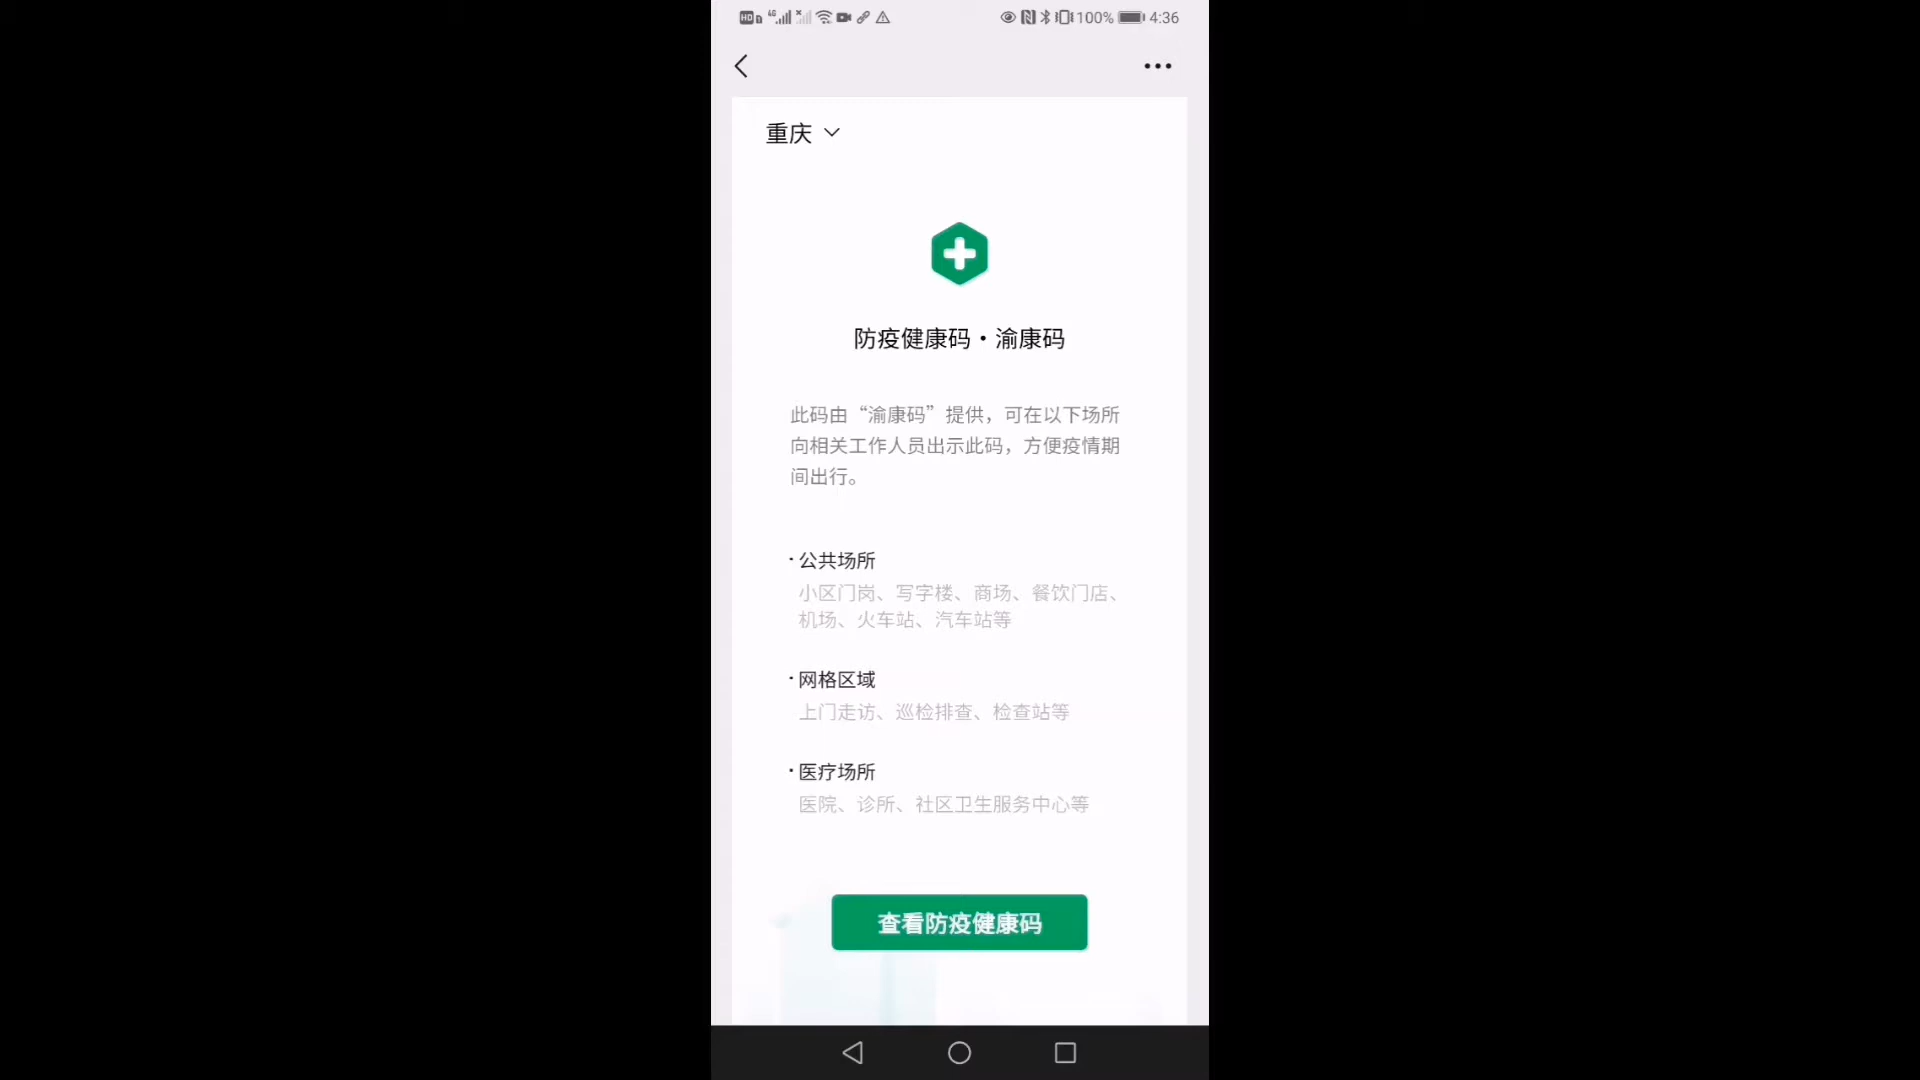 100% 4:36
重庆
防疫健康码·渝康码
此码由“渝康码”提供，可在以下场所
向相关工作人员出示此码，方便疫情期
间出行。
·公共场所
小区门岗、写字楼、商场、餐饮门店、
机场、火车站、汽车站等
·网格区域
上门走访、巡检排查、检查站等
·医疗场所
医院、诊所、社区卫生服务中心等
查看防疫健康码